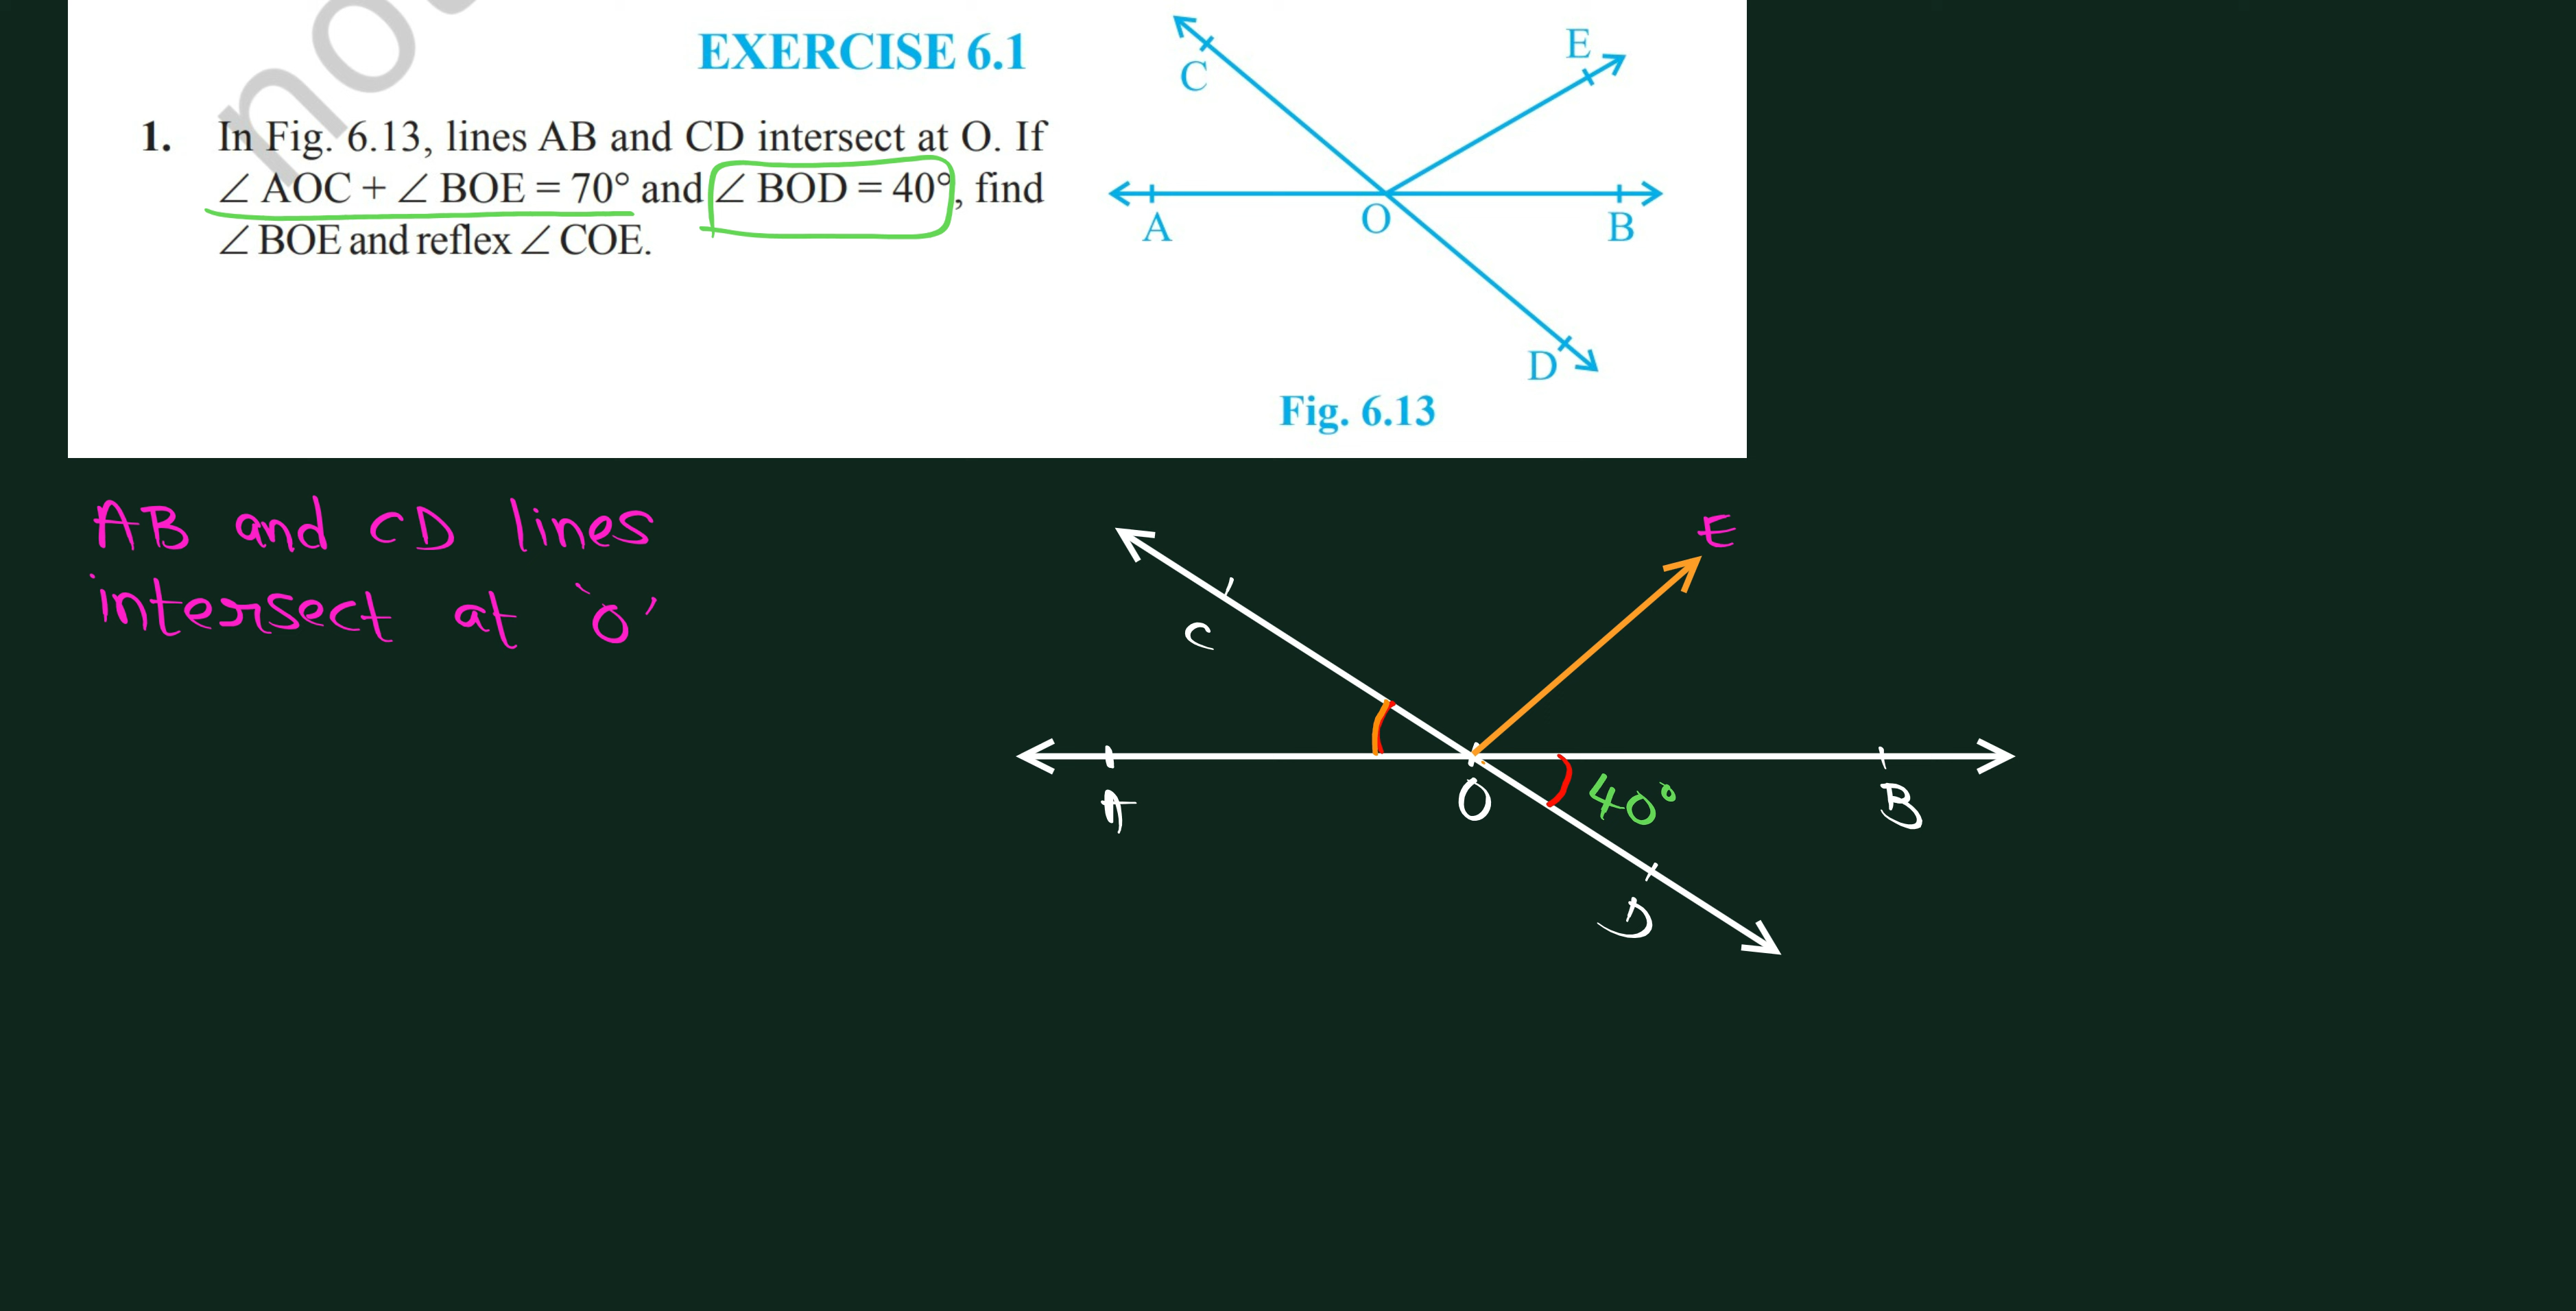 no
EXERCISE 6.1
1. In Fig. 6.13, lines AB and CD intersect at O. If
∠ AOC + ∠ BOE = 70° and ∠ BOD = 40°, find
∠ BOE and reflex ∠ COE.
C
E
A
O
B
D
Fig. 6.13
AB and CD lines
intersect at 'O'
E
C
A
O
40°
B
D